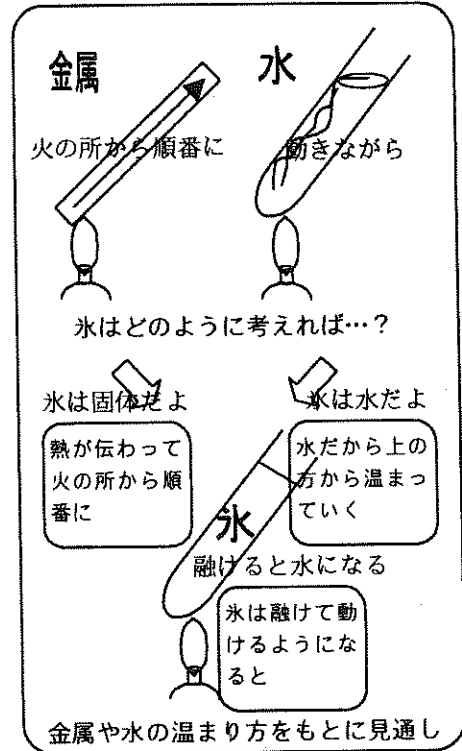 金属
水
火の所から順番に
動きながら
氷はどのように考えれば…？
氷は固体だよ
氷は水だよ
熱が伝わって
火の所から順
番に
水だから上の
方から温まっ
ていく
氷
融けると水になる
氷は融けて動
けるようにな
ると
金属や水の温まり方をもとに見通し